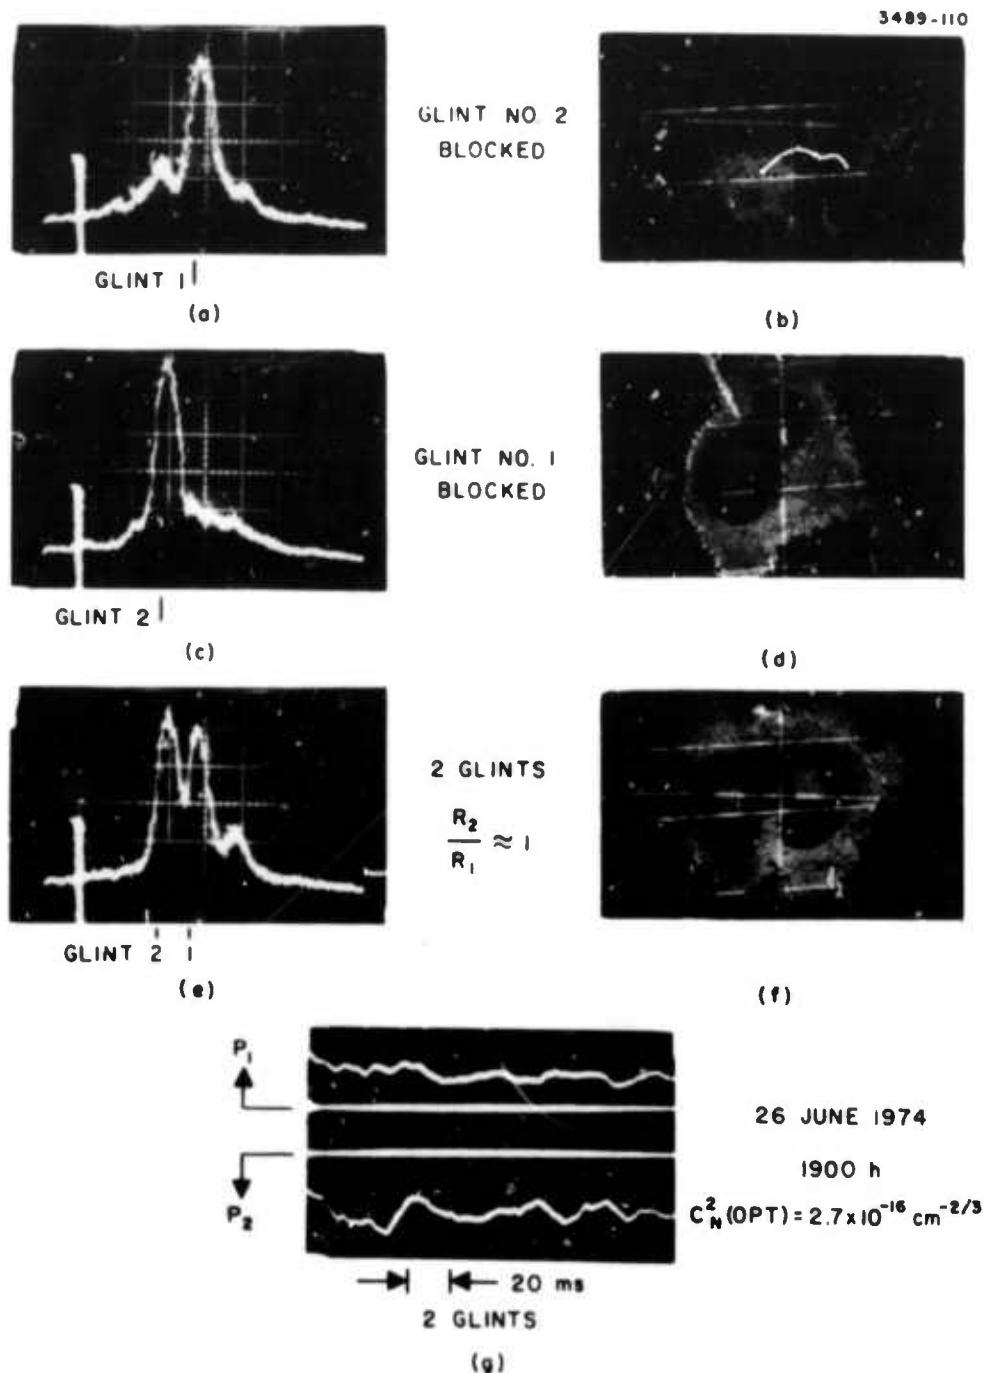 3489-110
GLINT NO. 2
BLOCKED
GLINT 1
(a)
(b)
GLINT NO. 1
BLOCKED
GLINT 2
(c)
(d)
2 GLINTS
R₂/R₁ ≈ 1
GLINT 2 1
(e)
(f)
P₁
P₂
26 JUNE 1974
1900 h
C²_N (OPT) = 2.7 x 10⁻¹⁶ cm⁻²/³
20 ms
2 GLINTS
(g)